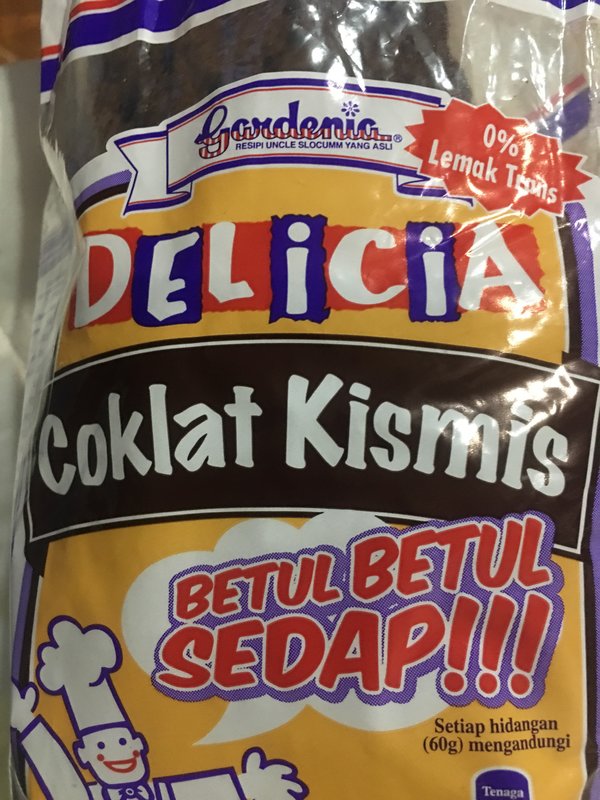 Gardenia®
RESIPI UNCLE SLOCUMM YANG ASLI
0%
Lemak Trans
DELiCiA
Coklat Kismis
BETUL BETUL
SEDAP!!!
Setiap hidangan
(60g) mengandungi
Tenaga